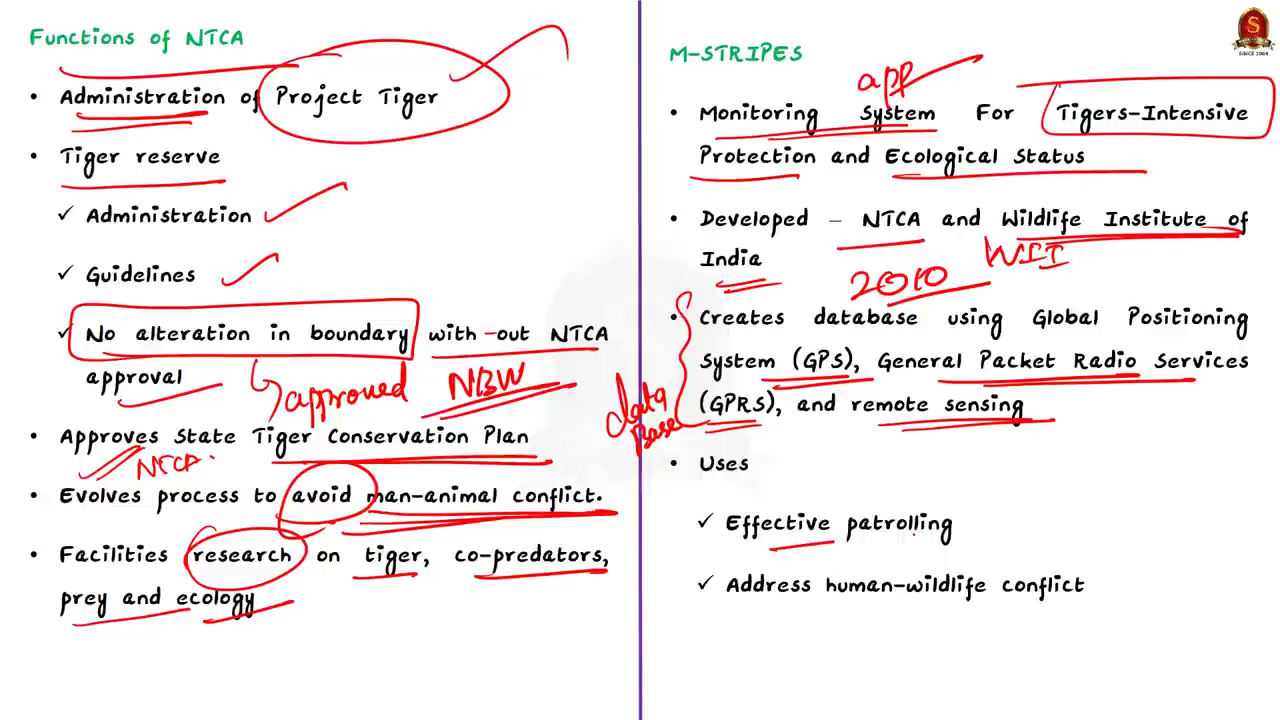 Functions of NTCA
• Administration of Project Tiger
• Tiger reserve
✓ Administration
✓ Guidelines
✓ No alteration in boundary with-out NTCA
approval
approved
NBW
• Approves State Tiger Conservation Plan
NTCA.
• Evolves process to avoid man-animal conflict.
• Facilities research on tiger, co-predators,
prey and ecology
M-STRIPES
app
• Monitoring System For Tigers-Intensive
Protection and Ecological Status
• Developed – NTCA and Wildlife Institute of
India
WII
2010
• Creates database using Global Positioning
System (GPS), General Packet Radio Services
(GPRS), and remote sensing
data
Base
• Uses
✓ Effective patrolling
✓ Address human-wildlife conflict
S
SINCE 2004